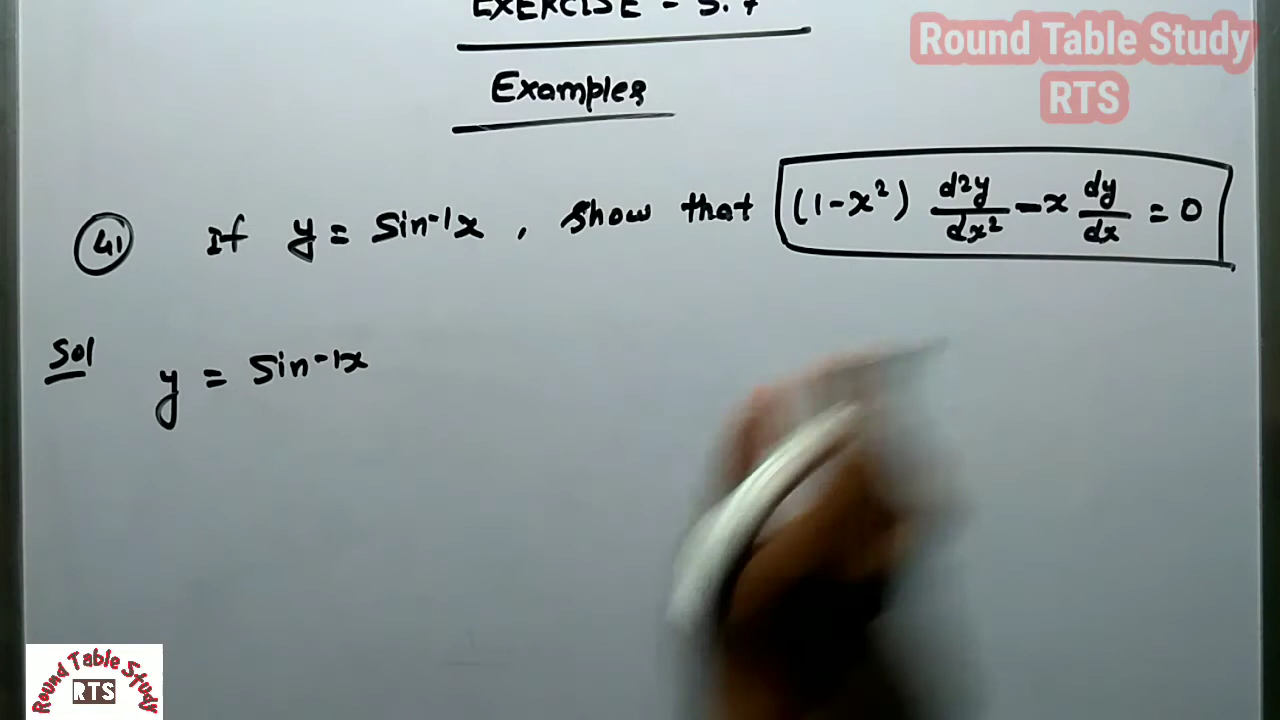 EXERCISE - 5.7
Round Table Study
RTS
Examples
41 If y = sin⁻¹x , show that (1-x²) d²y/dx² - x dy/dx = 0
Sol y = sin⁻¹x
Round Table Study
RTS